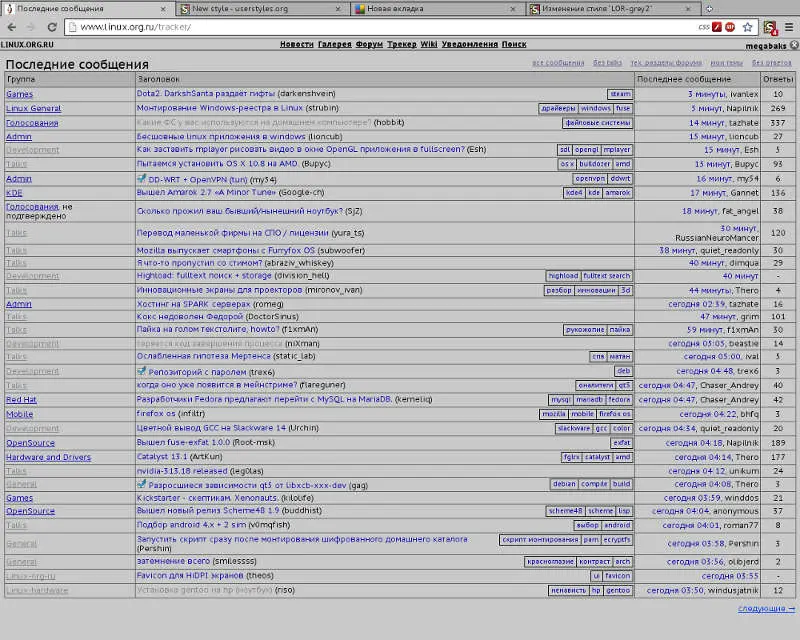 Последние сообщения New style - userstyles.org Новая вкладка Изменение стиля "LOR-grey2"
www.linux.org.ru/tracker/ css
LINUX.ORG.RU Новости Галерея Форум Трекер Wiki Уведомления Поиск megabaks
Последние сообщения все сообщения без talks тех. разделы форума мои темы без ответов
Группа Заголовок Последнее сообщение Ответы
Games Dota2. DarkshSanta раздаёт гифты (darkenshvein) steam 3 минуты, ivanlex 10
Linux General Монтирование Windows-реестра в Linux (strubin) драйверы windows fuse 5 минут, Napilnik 269
Голосования Какие ФС у вас используются на домашнем компьютере? (hobbit) файловые системы 14 минут, tazhate 337
Admin Бесшовные linux приложения в windows (lioncub) 15 минут, lioncub 27
Development Как заставить mplayer рисовать видео в окне OpenGL приложения в fullscreen? (Esh) sdl opengl mplayer 15 минут, Esh 5
Talks Пытаемся установить OS X 10.8 на AMD. (Bupyc) os x bulldozer amd 15 минут, Bupyc 93
Admin DD-WRT + OpenVPN (tun) (my54) openvpn ddwrt 16 минут, my54 6
KDE Вышел Amarok 2.7 «A Minor Tune» (Google-ch) kde4 kde amarok 17 минут, Gannet 136
Голосования, не
подтверждено Сколько прожил ваш бывший/нынешний ноутбук? (SjZ) 18 минут, fat_angel 38
Talks Перевод маленькой фирмы на СПО / лицензии (yura_ts) 30 минут,
RussianNeuroMancer 120
Talks Mozilla выпускает смартфоны с Furryfox OS (subwoofer) 38 минут, quiet_readonly 30
Talks Я что-то пропустил со стимом? (abraziv_whiskey) 40 минут, dimqua 29
Development Highload: fulltext поиск + storage (division_hell) highload fulltext search 40 минут -
Talks Инновационные экраны для проекторов (mironov_ivan) разбор инновации 3d 44 минуты, Thero 4
Admin Хостинг на SPARK серверах (romeg) сегодня 02:39, tazhate 16
Talks Кокс недоволен Федорой (DoctorSinus) 47 минут, grim 101
Talks Пайка на голом текстолите, howto? (f1xmAn) рукожопие пайка 59 минут, f1xmAn 30
Development теряется код завершения процесса (niXman) сегодня 05:03, beastie 14
Talks Ослабленная гипотеза Мертенса (static_lab) спв матан сегодня 05:00, ival 5
Development Репозиторий с паролем (trex6) deb сегодня 04:48, trex6 3
Talks когда оно уже появится в мейнстриме? (flareguner) онолитеги qt5 сегодня 04:47, Chaser_Andrey 40
Red Hat Разработчики Fedora предлагают перейти с MySQL на MariaDB. (kerneliq) mysql mariadb fedora сегодня 04:47, Chaser_Andrey 42
Mobile firefox os (infiltr) mozilla mobile firefox os сегодня 04:22, bhfq 3
Development Цветной вывод GCC на Slackware 14 (Urchin) slackware gcc color сегодня 04:34, quiet_readonly 20
OpenSource Вышел fuse-exfat 1.0.0 (Root-msk) exfat сегодня 04:18, Napilnik 189
Hardware and Drivers Catalyst 13.1 (ArtKun) fglrx catalyst amd сегодня 04:14, Thero 177
Talks nvidia-313.18 released (leg0las) сегодня 04:12, unikum 24
General Разросшиеся зависимости qt5 от libxcb-xxx-dev (gag) debian compile build сегодня 04:08, Thero 3
Games Kickstarter - скептикам. Xenonauts. (kilolife) сегодня 03:59, winddos 21
OpenSource Вышел новый релиз Scheme48 1.9 (buddhist) scheme48 scheme lisp сегодня 04:04, anonymous 37
Talks Подбор android 4.x + 2 sim (v0mqfish) выбор android сегодня 04:01, roman77 8
General Запустить скрипт сразу после монтирования шифрованного домашнего каталога
(Pershin) скрипт монтирования pam ecryptfs сегодня 03:58, Pershin 3
General затемнение всего (smilessss) красноглазие контраст arch сегодня 03:56, olibjerd 2
Linux-org-ru Favicon для HiDPI экранов (theos) ui favicon сегодня 03:55 -
Linux-hardware Установка gentoo на hp (ноутбук) (riso) ненависть hp gentoo сегодня 03:50, windusjatnik 12
следующие →